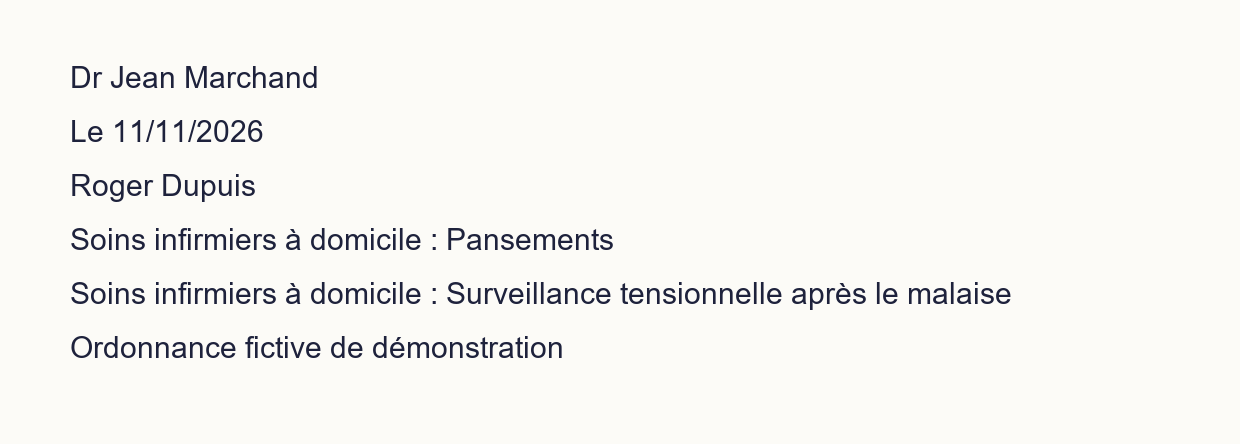 Dr Jean Marchand
Le 11/11/2026
Roger Dupuis
Soins infirmiers à domicile : Pansements
Soins infirmiers à domicile : Surveillance tensionnelle après le malaise
Ordonnance fictive de démonstration